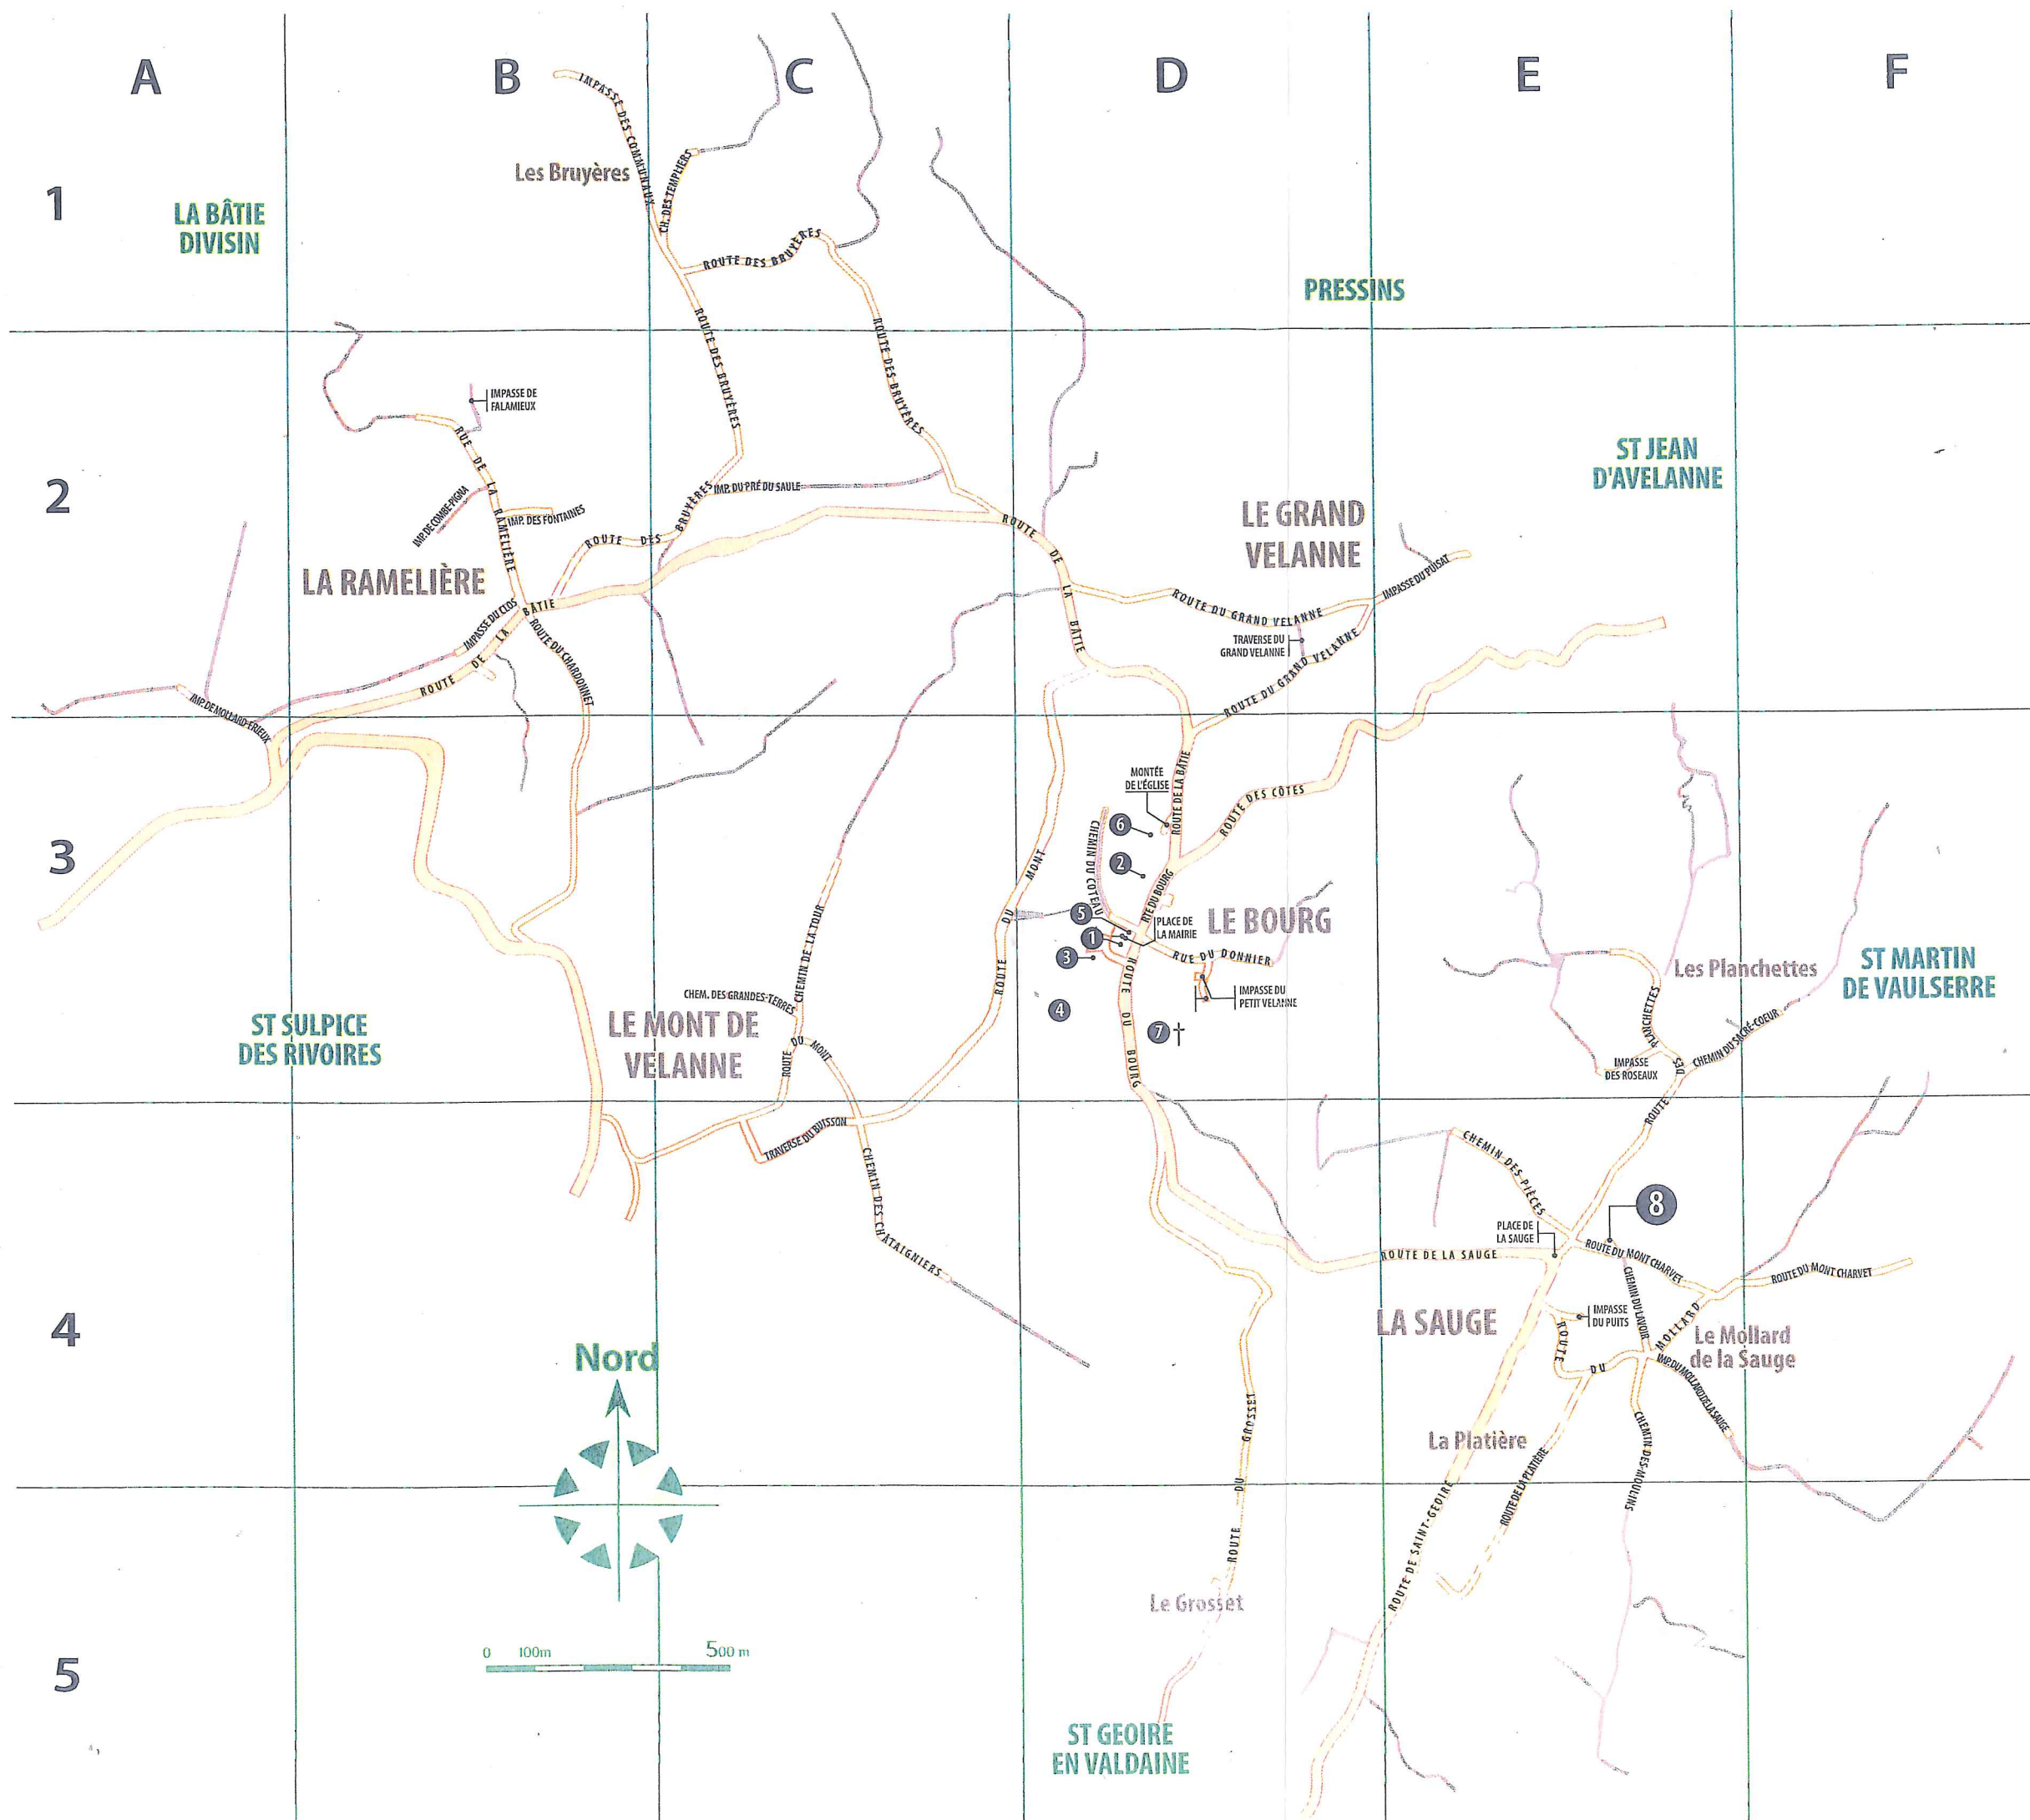 A
B
C
D
E
F
1
2
3
4
5
IMPASSE DES COMMUNAUX
Les Bruyères
CH. DES TEMPLIERS
LA BÂTIE
DIVISIN
ROUTE DES BRUYÈRES
PRESSINS
ROUTE DES BRUYÈRES
ROUTE DES BRUYÈRES
IMPASSE DE
FALAMIEUX
RUE DE LA RAMELIÈRE
IMP. DE COMBE-PIGNA
IMP. DES FONTAINES
IMP. DU PRÉ DU SAULE
ROUTE DES BRUYÈRES
ST JEAN
D'AVELANNE
LE GRAND
VELANNE
ROUTE DE LA BÂTIE
LA RAMELIÈRE
IMPASSE DU CLOS
ROUTE DE LA BÂTIE
ROUTE DU CHARDONNET
IMP. DE MOLLARD-FRIEUX
ROUTE DU GRAND VELANNE
IMPASSE DU PUISAT
TRAVERSE DU
GRAND VELANNE
ROUTE DU GRAND VELANNE
MONTÉE
DE L'ÉGLISE
ROUTE DE LA BÂTIE
ROUTE DES CÔTES
6
2
CHEMIN DU COTEAU
RTE DU BOURG
5
1
3
PLACE DE
LA MAIRIE
LE BOURG
RUE DU DONNIER
IMPASSE DU
PETIT VELANNE
4
7
ROUTE DU BOURG
ROUTE DU MONT
CHEMIN DE LA TOUR
CHEM. DES GRANDES-TERRES
LE MONT DE
VELANNE
ROUTE DU MONT
TRAVERSE DU BUISSON
CHEMIN DES CHÂTAIGNIERS
ST SULPICE
DES RIVOIRES
Les Planchettes
ST MARTIN
DE VAULSERRE
ROUTE DES PLANCHETTES
CHEMIN DU SACRÉ-COEUR
IMPASSE
DES ROSEAUX
CHEMIN DES PIÈCES
8
PLACE DE
LA SAUGE
ROUTE DE LA SAUGE
ROUTE DU MONT CHARVET
ROUTE DU MONT CHARVET
CHEMIN DU LAVOIR
LA SAUGE
IMPASSE
DU PUITS
ROUTE DU MOLLARD
Le Mollard
de la Sauge
IMP. DU MOLLARD DE LA SAUGE
CHEMIN DES MOULINS
La Platière
ROUTE DE LA PLATIÈRE
ROUTE DE SAINT-GEOIRE
ROUTE DU GROSSET
Le Grosset
Nord
0 100m 500 m
ST GEOIRE
EN VALDAINE